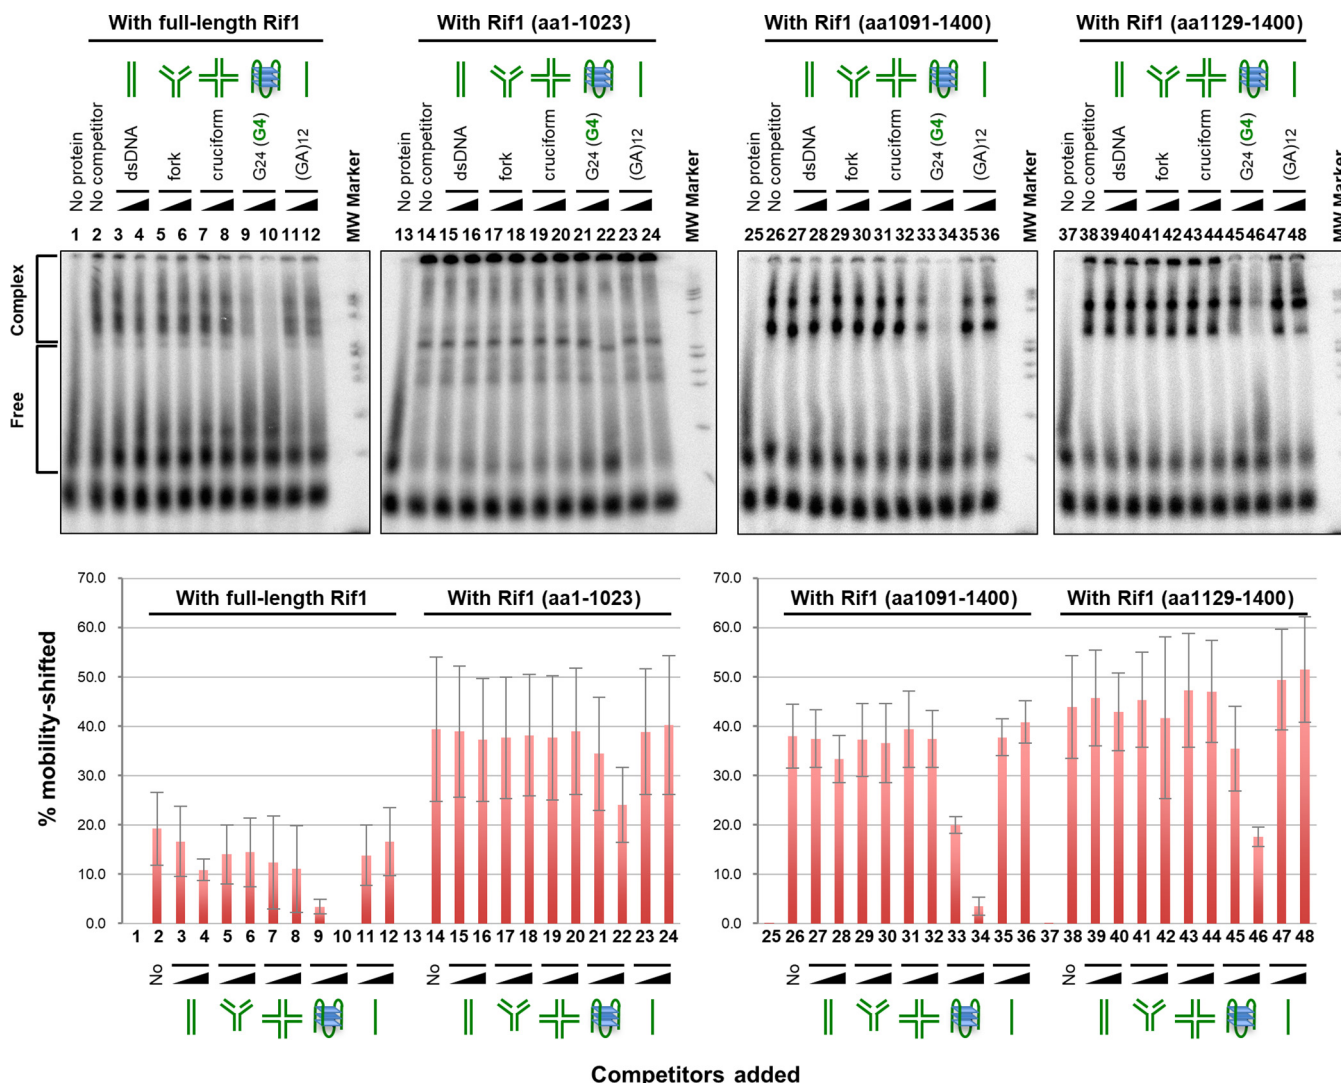 With full-length Rif1
With Rif1 (aa1-1023)
With Rif1 (aa1091-1400)
With Rif1 (aa1129-1400)
No protein
No competitor
dsDNA
fork
cruciform
G24 (G4)
(GA)12
MW Marker
No protein
No competitor
dsDNA
fork
cruciform
G24 (G4)
(GA)12
MW Marker
No protein
No competitor
dsDNA
fork
cruciform
G24 (G4)
(GA)12
MW Marker
No protein
No competitor
dsDNA
fork
cruciform
G24 (G4)
(GA)12
MW Marker
1 2 3 4 5 6 7 8 9 10 11 12
13 14 15 16 17 18 19 20 21 22 23 24
25 26 27 28 29 30 31 32 33 34 35 36
37 38 39 40 41 42 43 44 45 46 47 48
Complex
Free
% mobility-shifted
70.0
60.0
50.0
40.0
30.0
20.0
10.0
0.0
With full-length Rif1
With Rif1 (aa1-1023)
1 2 3 4 5 6 7 8 9 10 11 12 13 14 15 16 17 18 19 20 21 22 23 24
No
No
70.0
60.0
50.0
40.0
30.0
20.0
10.0
0.0
With Rif1 (aa1091-1400)
With Rif1 (aa1129-1400)
25 26 27 28 29 30 31 32 33 34 35 36 37 38 39 40 41 42 43 44 45 46 47 48
No
No
Competitors added